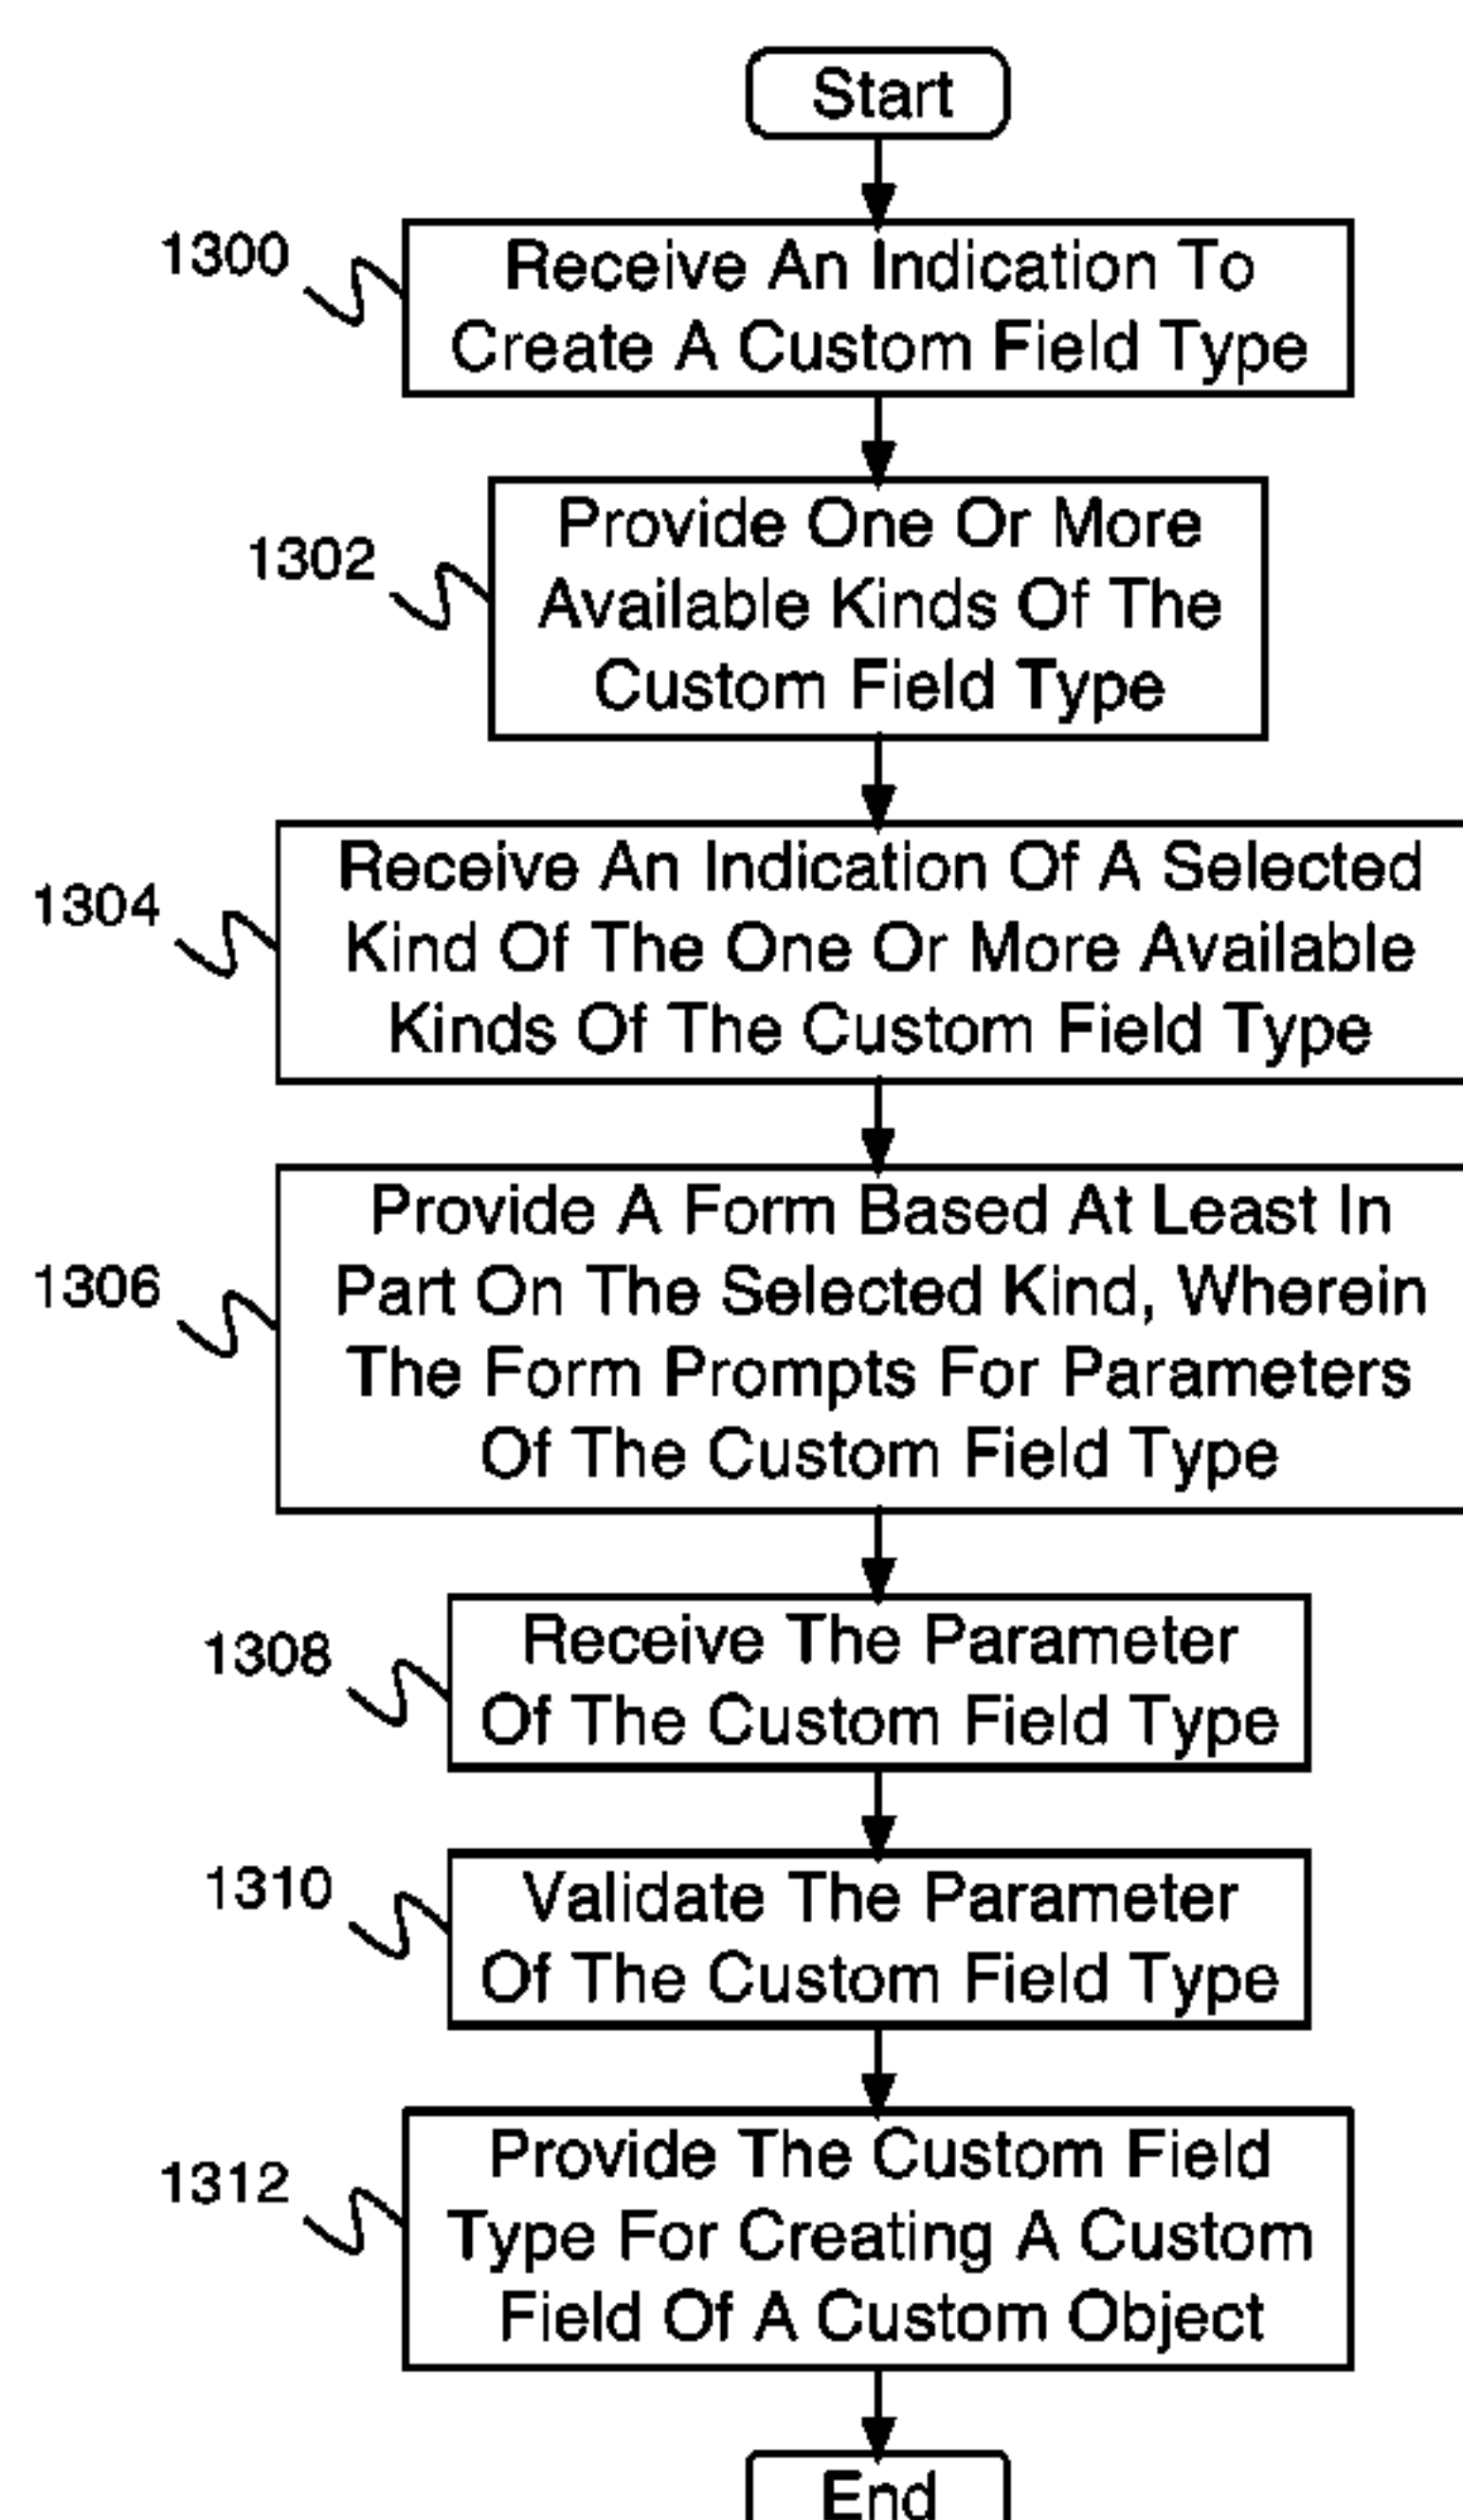 Start
1300
Receive An Indication To
Create A Custom Field Type
1302
Provide One Or More
Available Kinds Of The
Custom Field Type
1304
Receive An Indication Of A Selected
Kind Of The One Or More Available
Kinds Of The Custom Field Type
1306
Provide A Form Based At Least In
Part On The Selected Kind, Wherein
The Form Prompts For Parameters
Of The Custom Field Type
1308
Receive The Parameter
Of The Custom Field Type
1310
Validate The Parameter
Of The Custom Field Type
1312
Provide The Custom Field
Type For Creating A Custom
Field Of A Custom Object
End